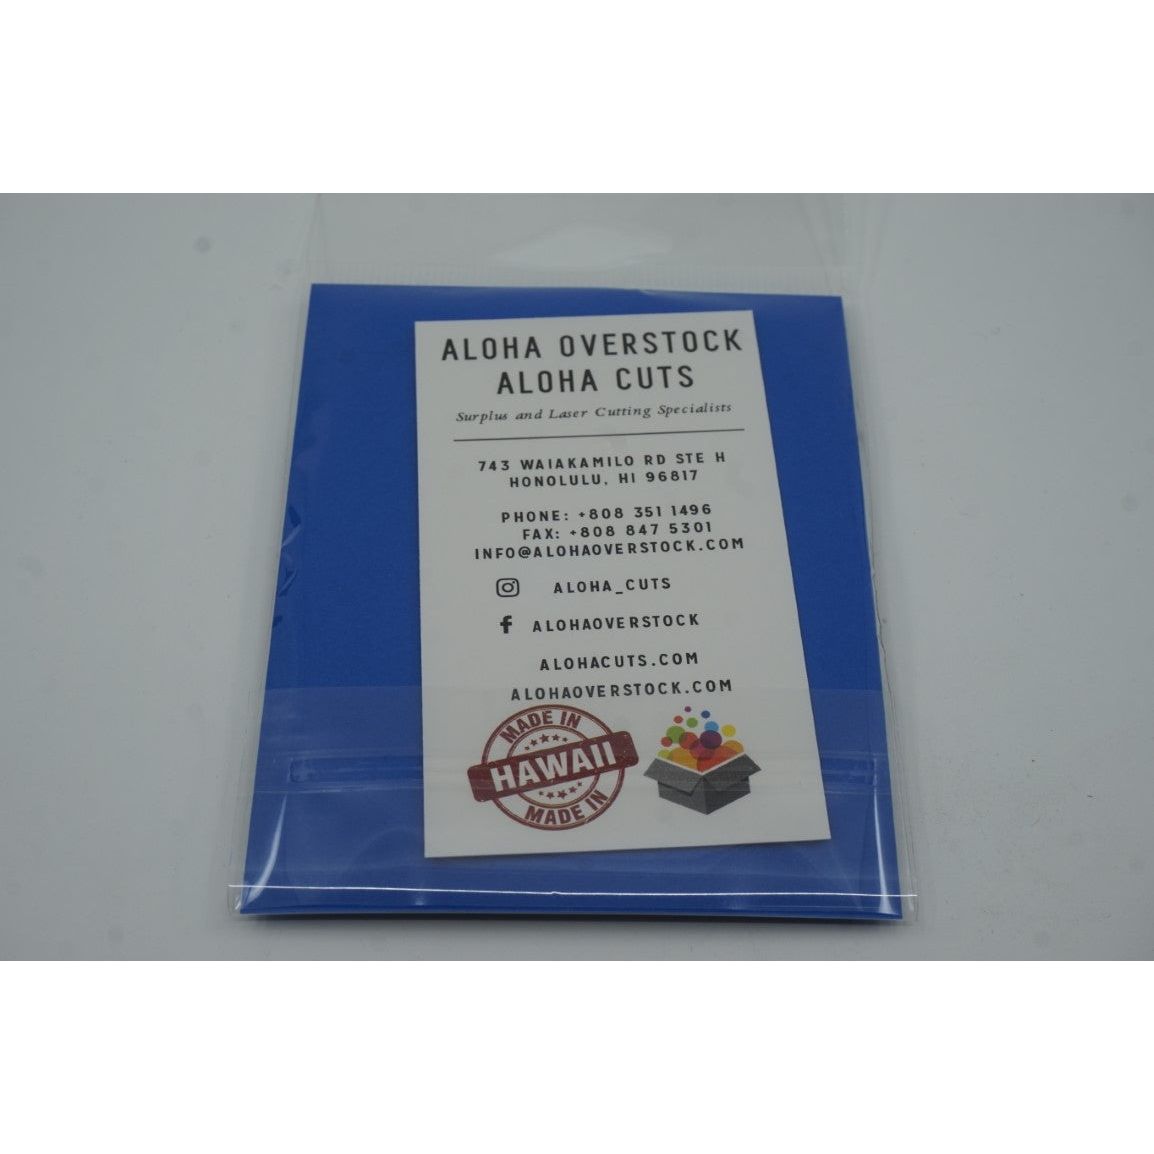 ALOHA OVERSTOCK
ALOHA CUTS
Surplus and Laser Cutting Specialists
743 WAIAKAMILO RD STE H
HONOLULU, HI 96817
PHONE: +808 351 1496
FAX: +808 847 5301
INFO@ALOHAOVERSTOCK.COM
ALOHA_CUTS
ALOHAOVERSTOCK
ALOHACUTS.COM
ALOHAOVERSTOCK.COM
MADE IN
HAWAII
MADE IN